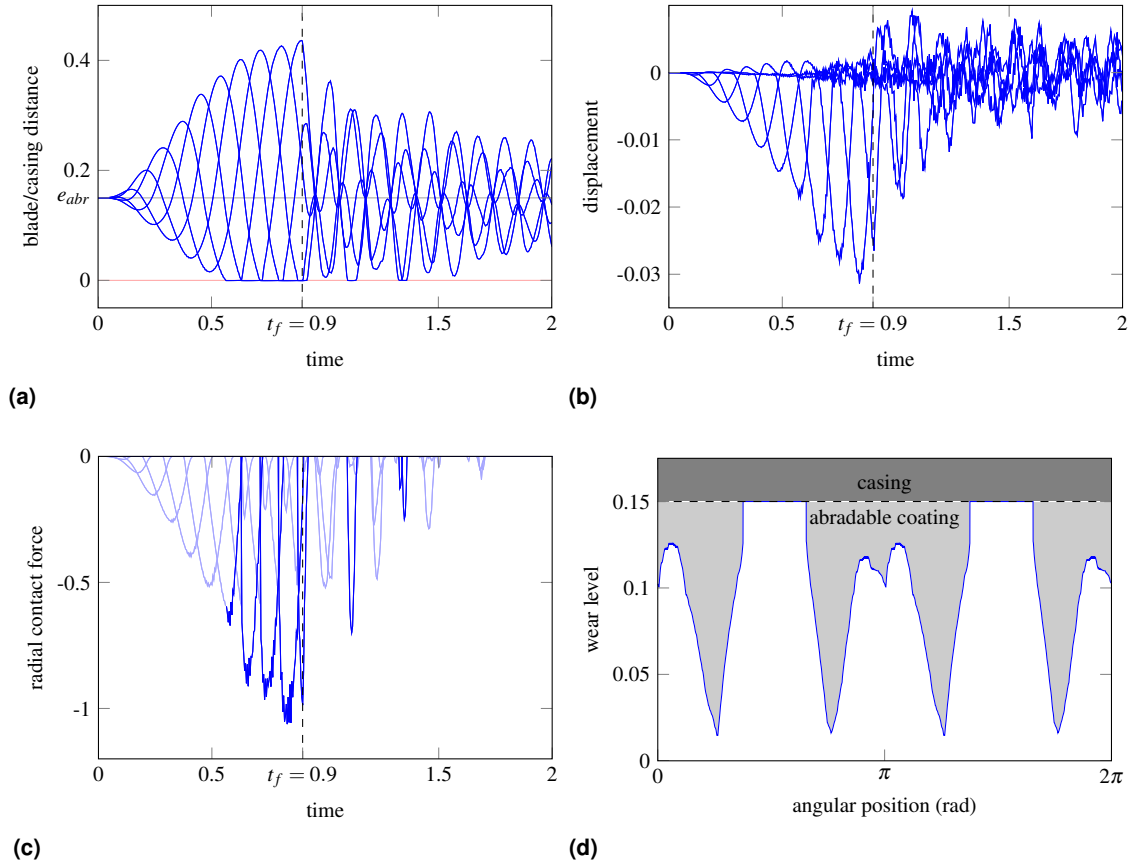 0.4
0.2
e_abr
0
blade/casing distance
0
0.5
t_f = 0.9
1.5
2
time
(a)
0
-0.01
-0.02
-0.03
displacement
0
0.5
t_f = 0.9
1.5
2
time
(b)
0
-0.5
-1
radial contact force
0
0.5
t_f = 0.9
1.5
2
time
(c)
casing
abradable coating
0.15
0.1
0.05
0
wear level
0
π
2π
angular position (rad)
(d)